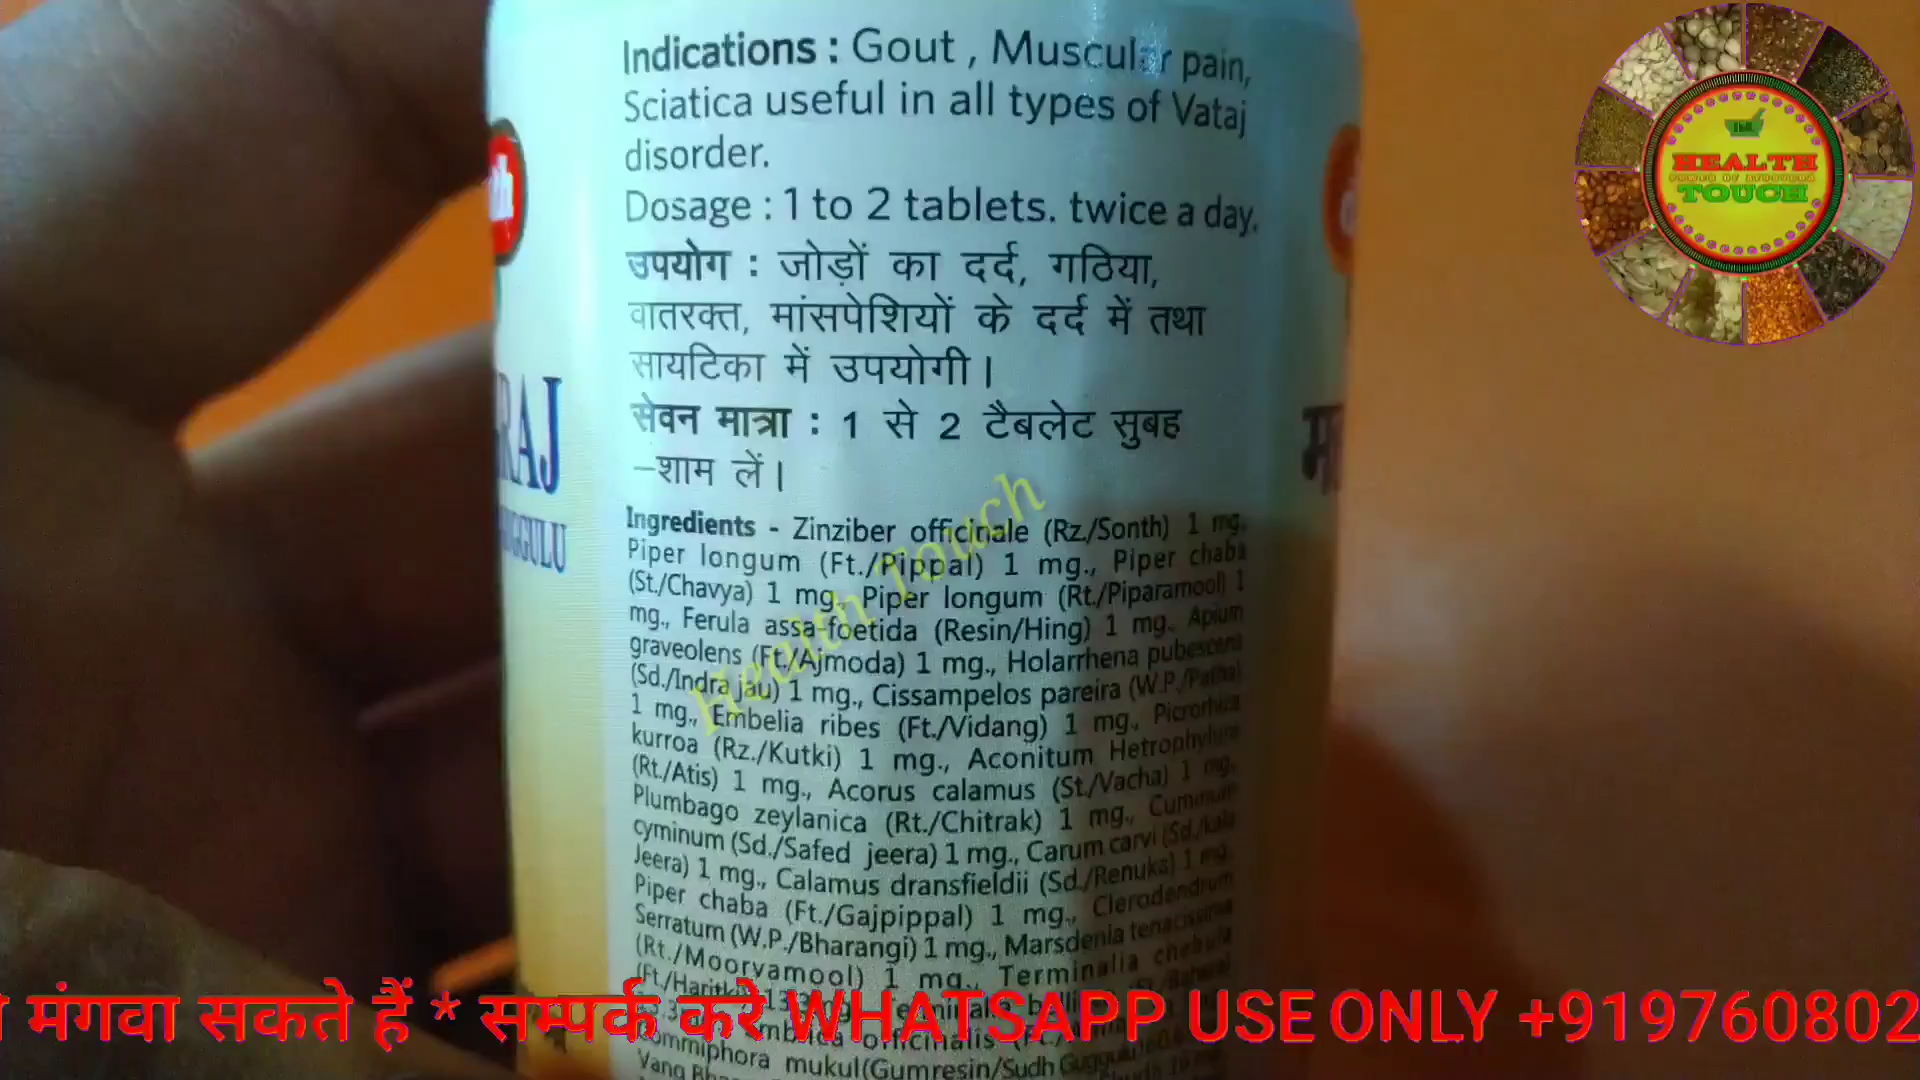 Indications : Gout , Muscular pain,
Sciatica useful in all types of Vataj
disorder.
Dosage : 1 to 2 tablets. twice a day.
उपयोग : जोड़ों का दर्द, गठिया,
वातरक्त, मांसपेशियों के दर्द में तथा
सायटिका में उपयोगी।
सेवन मात्रा : 1 से 2 टैबलेट सुबह
–शाम लें।
Ingredients - Zinziber officinale (Rz./Sonth) 1 mg.
Piper longum (Ft./Pippal) 1 mg., Piper chaba
(St./Chavya) 1 mg., Piper longum (Rt./Piparamool) 1
mg., Ferula assa-foetida (Resin/Hing) 1 mg. Apium
graveolens (Ft./Ajmoda) 1 mg., Holarrhena pubescens
(Sd./Indra jau) 1 mg., Cissampelos pareira (W.P./Patha)
1 mg., Embelia ribes (Ft./Vidang) 1 mg., Picrorhiza
kurroa (Rz./Kutki) 1 mg., Aconitum Hetrophyllum
(Rt./Atis) 1 mg., Acorus calamus (St./Vacha) 1 mg.
Plumbago zeylanica (Rt./Chitrak) 1 mg., Cuminum
cyminum (Sd./Safed jeera) 1 mg., Carum carvi (Sd./kala
Jeera) 1 mg., Calamus dransfieldii (Sd./Renuka) 1 mg.
Piper chaba (Ft./Gajpippal) 1 mg., Clerodendrum
Serratum (W.P./Bharangi) 1 mg., Marsdenia tenacissima
(Rt./Moorvamool) 1 mg., Terminalia chebula
mukul(Gumresin/Sudh Guggulu)
Vang
RAJ
GGULU
Health Touch
HEALTH
POWER OF AYURVEDA
TOUCH
मंगवा सकते हैं * सम्पर्क करे WHATSAPP USE ONLY +919760802